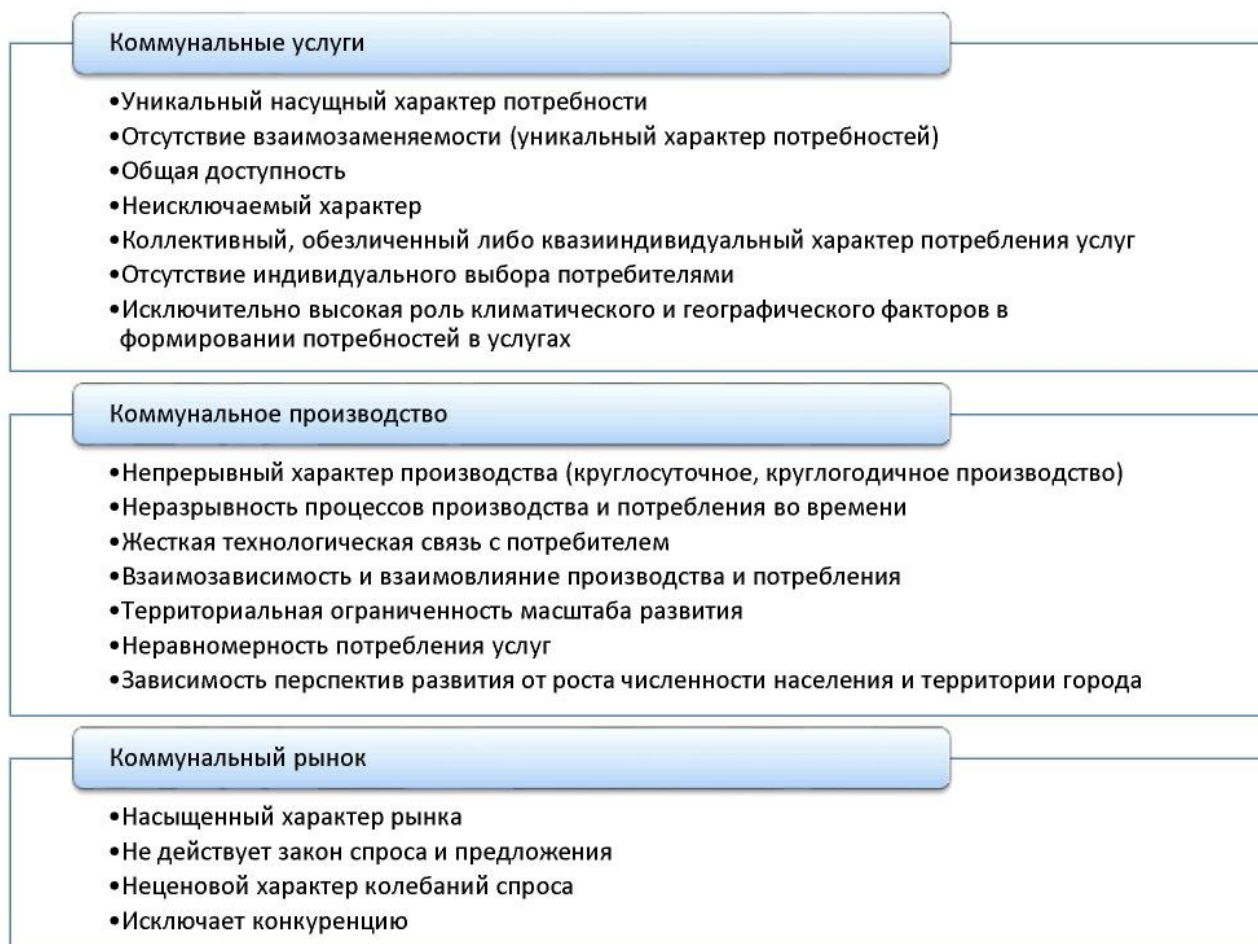 Коммунальные услуги
•Уникальный насущный характер потребности
•Отсутствие взаимозаменяемости (уникальный характер потребностей)
•Общая доступность
•Неисключаемый характер
•Коллективный, обезличенный либо квазииндивидуальный характер потребления услуг
•Отсутствие индивидуального выбора потребителями
•Исключительно высокая роль климатического и географического факторов в
формировании потребностей в услугах
Коммунальное производство
•Непрерывный характер производства (круглосуточное, круглогодичное производство)
•Неразрывность процессов производства и потребления во времени
•Жесткая технологическая связь с потребителем
•Взаимозависимость и взаимовлияние производства и потребления
•Территориальная ограниченность масштаба развития
•Неравномерность потребления услуг
•Зависимость перспектив развития от роста численности населения и территории города
Коммунальный рынок
•Насыщенный характер рынка
•Не действует закон спроса и предложения
•Неценовой характер колебаний спроса
•Исключает конкуренцию